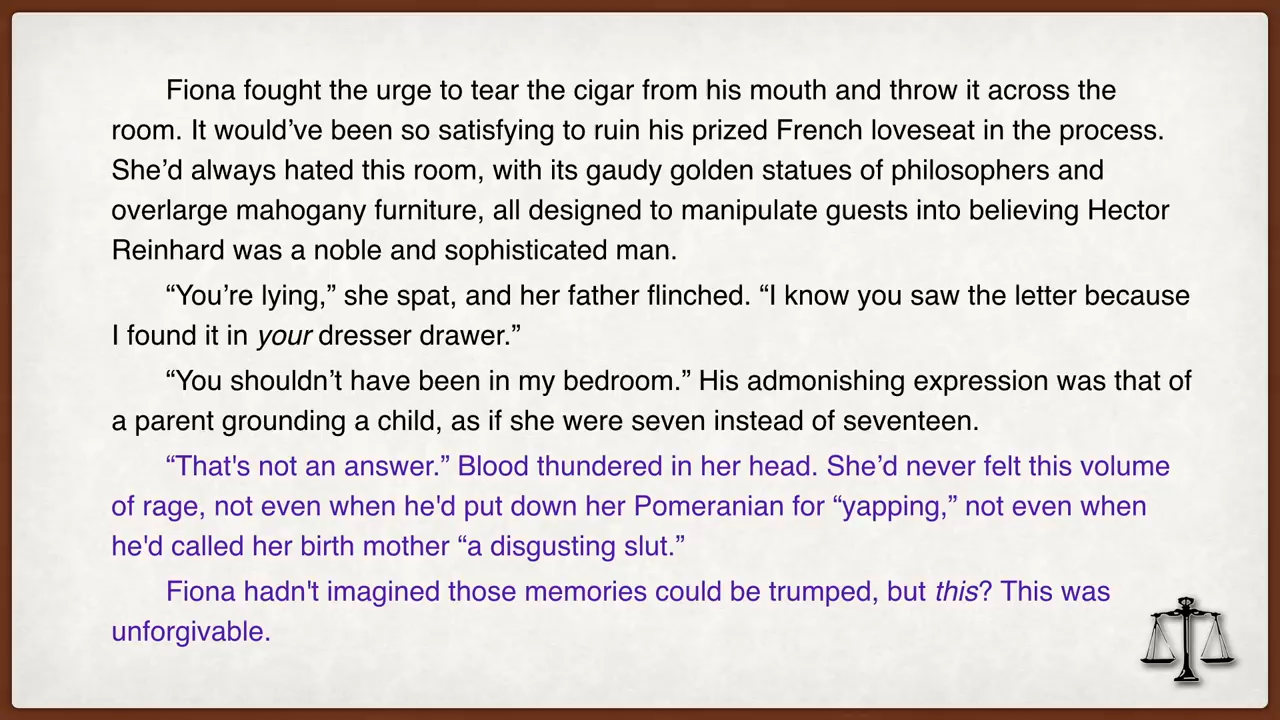 Fiona fought the urge to tear the cigar from his mouth and throw it across the
room. It would’ve been so satisfying to ruin his prized French loveseat in the process.
She’d always hated this room, with its gaudy golden statues of philosophers and
overlarge mahogany furniture, all designed to manipulate guests into believing Hector
Reinhard was a noble and sophisticated man.
“You’re lying,” she spat, and her father flinched. “I know you saw the letter because
I found it in your dresser drawer.”
“You shouldn’t have been in my bedroom.” His admonishing expression was that of
a parent grounding a child, as if she were seven instead of seventeen.
“That's not an answer.” Blood thundered in her head. She’d never felt this volume
of rage, not even when he'd put down her Pomeranian for “yapping,” not even when
he'd called her birth mother “a disgusting slut.”
Fiona hadn't imagined those memories could be trumped, but this? This was
unforgivable.